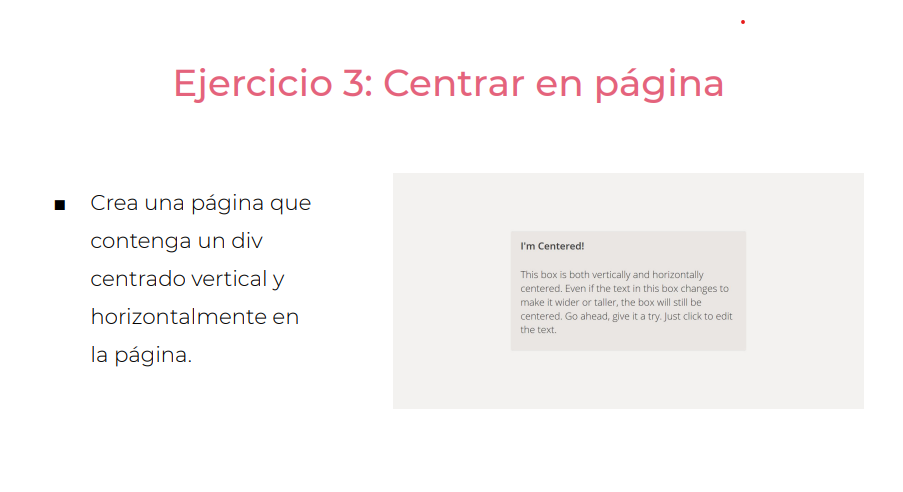 Ejercicio 3: Centrar en página
■ Crea una página que
contenga un div
centrado vertical y
horizontalmente en
la página.
I'm Centered!
This box is both vertically and horizontally
centered. Even if the text in this box changes to
make it wider or taller, the box will still be
centered. Go ahead, give it a try. Just click to edit
the text.